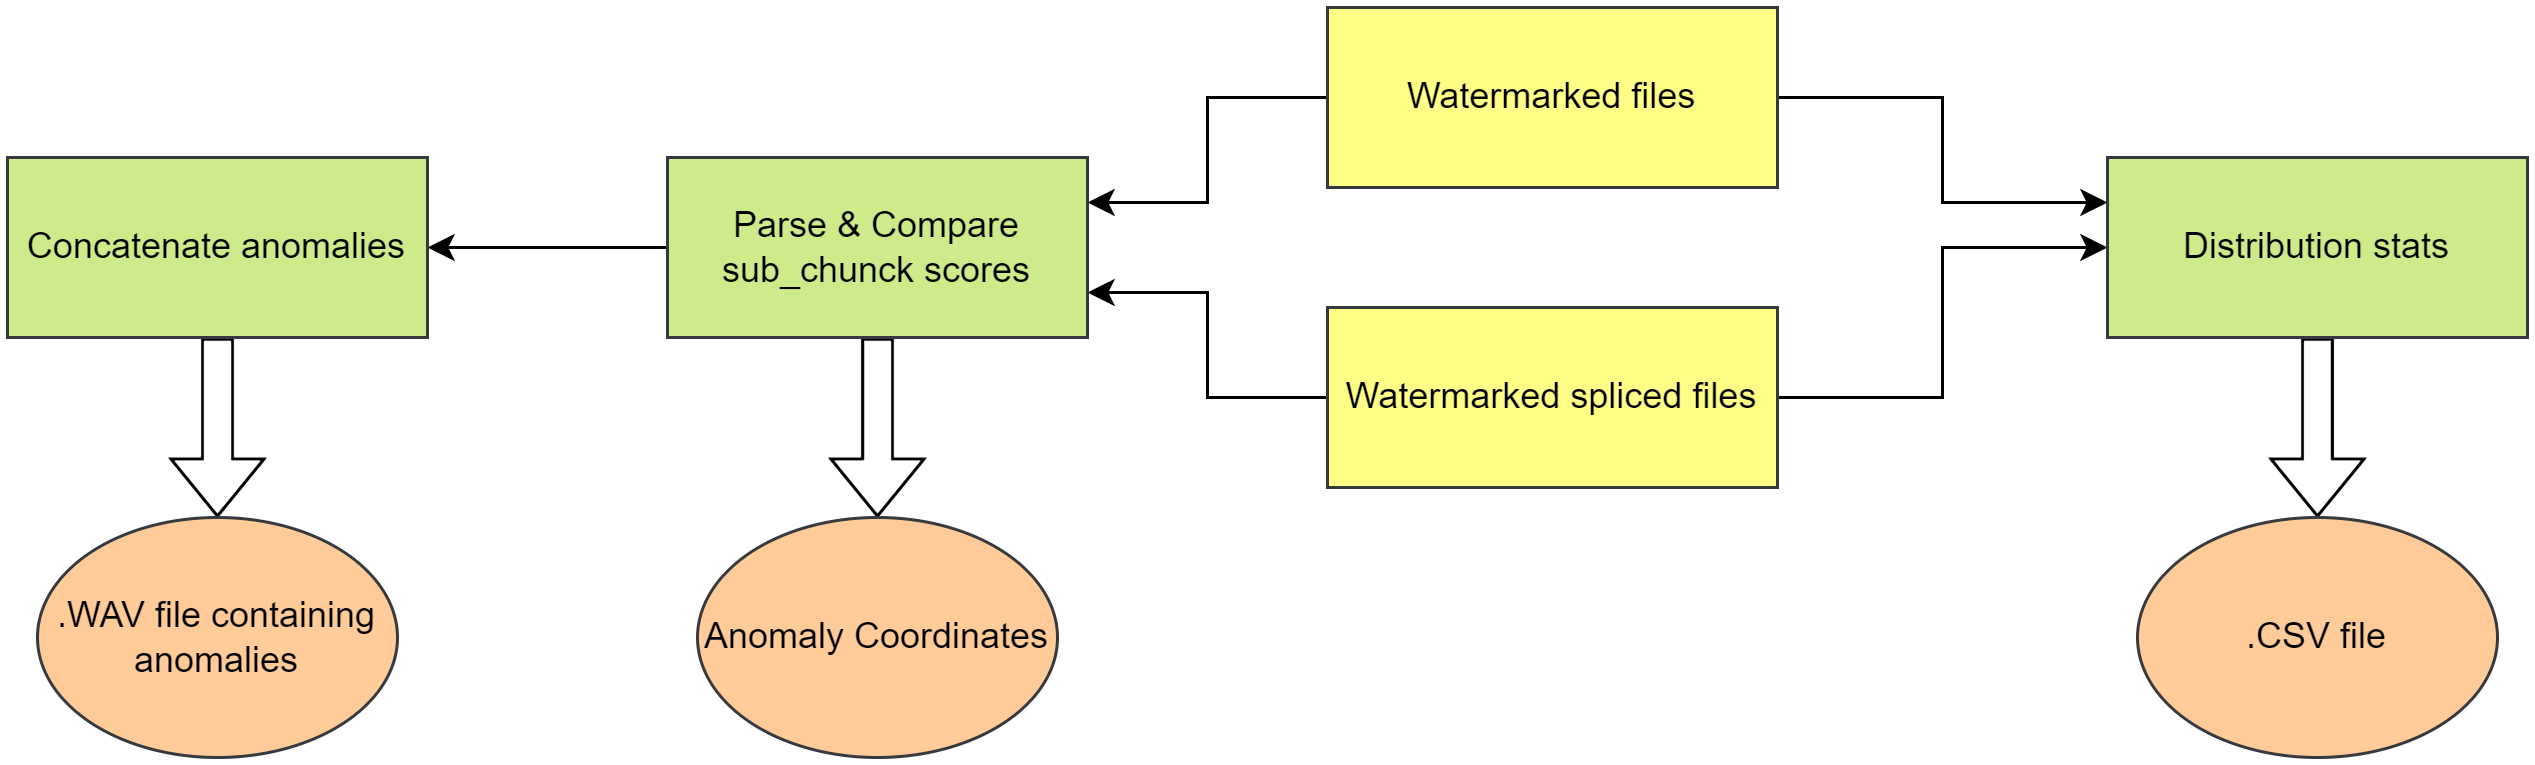 Watermarked files
Concatenate anomalies
Parse & Compare
sub_chunck scores
Distribution stats
Watermarked spliced files
.WAV file containing
anomalies
Anomaly Coordinates
.CSV file